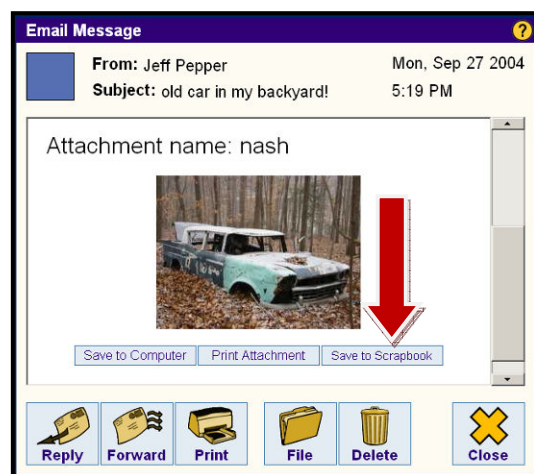 Email Message ?
From: Jeff Pepper Mon, Sep 27 2004
Subject: old car in my backyard! 5:19 PM
Attachment name: nash
Save to Computer Print Attachment Save to Scrapbook
Reply Forward Print File Delete Close